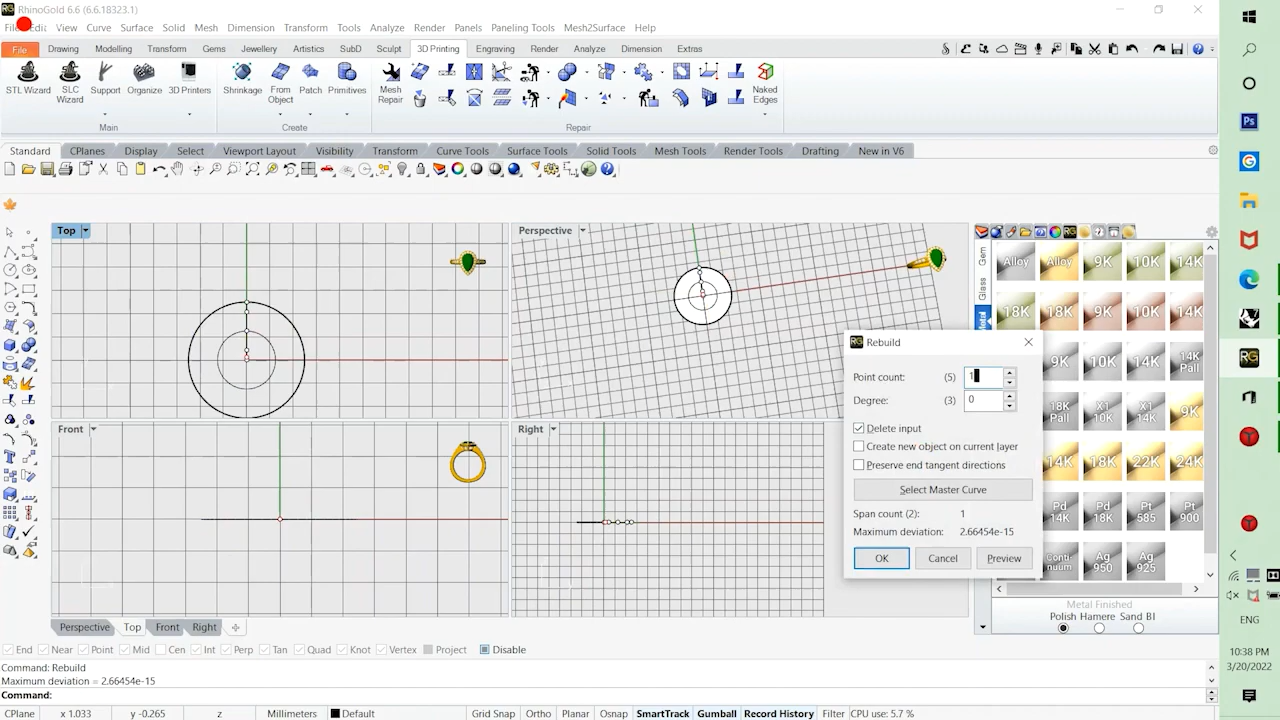 RhinoGold 6.6 (6.6.18323.1)
Edit View Curve Surface Solid Mesh Dimension Transform Tools Analyze Render Panels Paneling Tools Mesh2Surface Help
File Drawing Modelling Transform Gems Jewellery Artistics SubD Sculpt 3D Printing Engraving Render Analyze Dimension Extras
STL Wizard SLC Wizard Support Organize 3D Printers Shrinkage From Object Patch Primitives Mesh Repair Naked Edges
Main Create Repair
Standard CPlanes Display Select Viewport Layout Visibility Transform Curve Tools Surface Tools Solid Tools Mesh Tools Render Tools Drafting New in V6
Top Perspective
Gem
Glass
Alloy Alloy 9K 10K 14K
18K
Rebuild
Point count: (5) 1
Degree: (3) 0
9K 10K 14K 14K Pall
Delete input
Create new object on current layer
Preserve end tangent directions
18K Pall X1 10K X1 14K 9K
Select Master Curve
14K 18K 22K 24K
Span count (2): 1
Maximum deviation: 2.66454e-15
Pd 14K Pd 18K Pt 585 Pt 900
OK Cancel Preview
Conti nuum Ag 950 Ag 925
Front Right
Metal Finished
Polish Hamere Sand Bl
Perspective Top Front Right
End Near Point Mid Cen Int Perp Tan Quad Knot Vertex Project Disable
Command: Rebuild
Maximum deviation = 2.66454e-15
Command:
CPlane x 1.033 y -0.265 z Millimeters Default Grid Snap Ortho Planar Osnap SmartTrack Gumball Record History Filter CPU use: 5.7 %
ENG
10:38 PM
3/20/2022